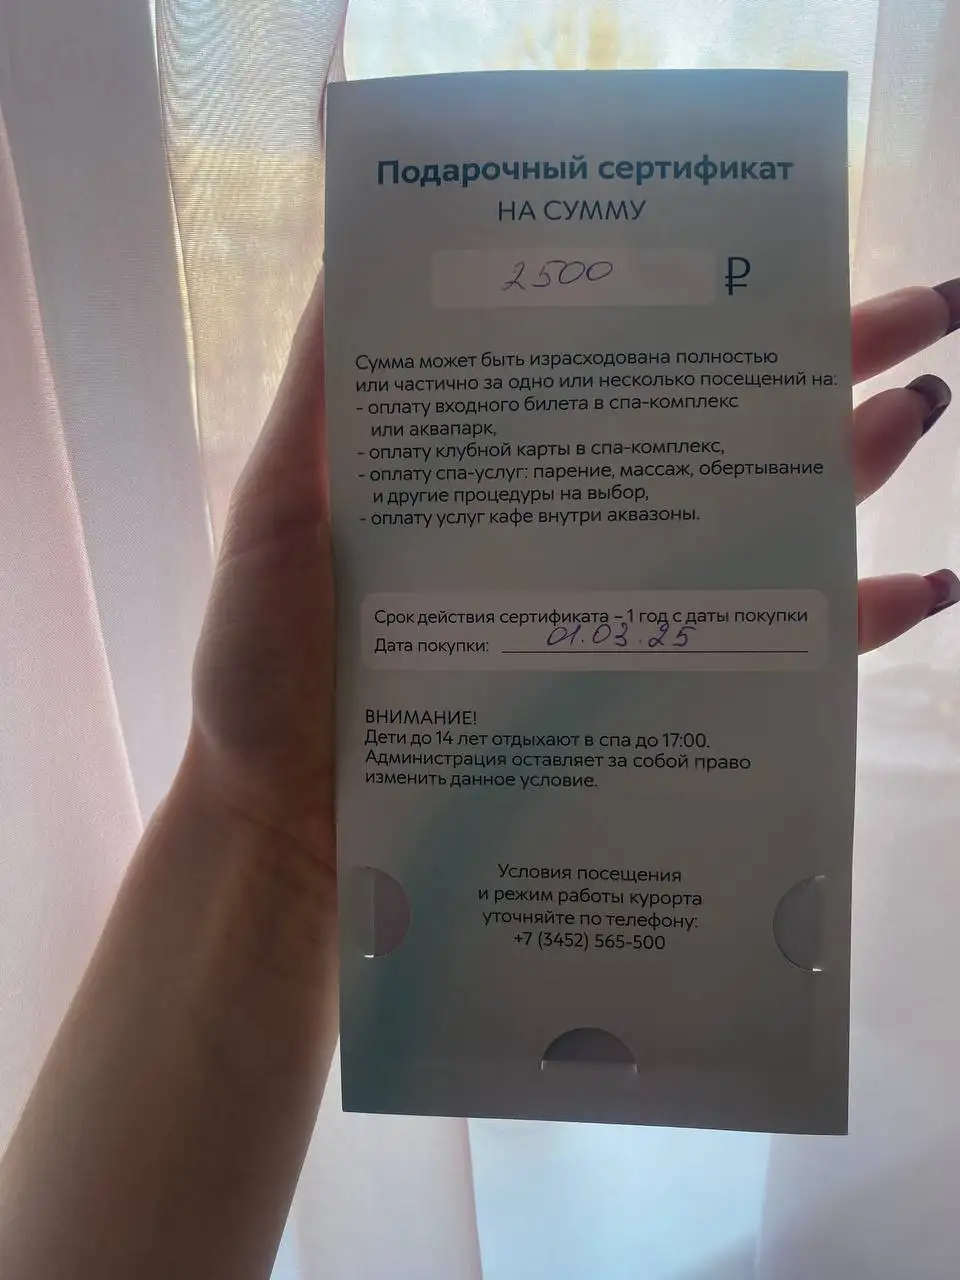 Подарочный сертификат
НА СУММУ
2500 ₽
Сумма может быть израсходована полностью
или частично за одно или несколько посещений на:
- оплату входного билета в спа-комплекс
или аквапарк,
- оплату клубной карты в спа-комплекс,
- оплату спа-услуг: парение, массаж, обертывание
и другие процедуры на выбор,
- оплату услуг кафе внутри аквазоны.
Срок действия сертификата – 1 год с даты покупки
Дата покупки: 01.03.25
ВНИМАНИЕ!
Дети до 14 лет отдыхают в спа до 17:00.
Администрация оставляет за собой право
изменить данное условие.
Условия посещения
и режим работы курорта
уточняйте по телефону:
+7 (3452) 565-500